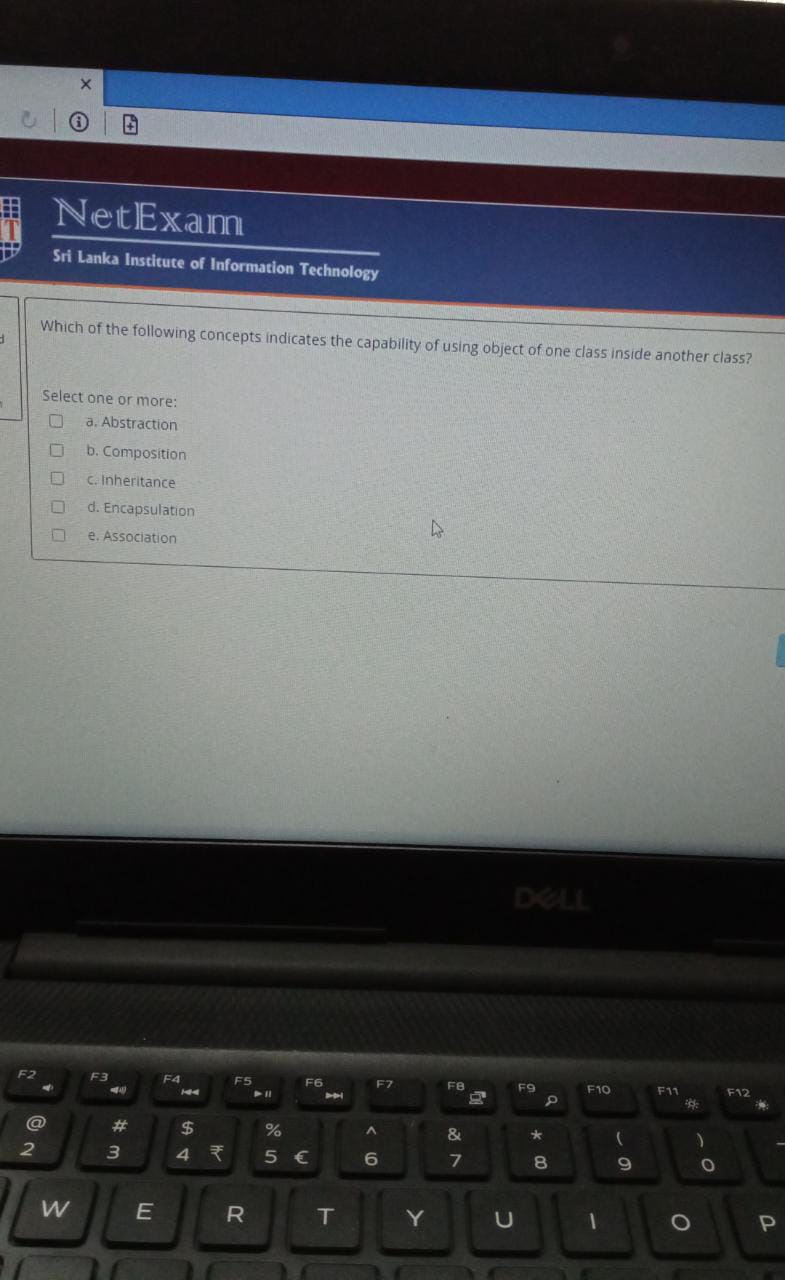 NetExam
Sri Lanka Institute of Information Technology
Which of the following concepts indicates the capability of using object of one class inside another class?
Select one or more:
a. Abstraction
b. Composition
c. Inheritance
d. Encapsulation
e. Association
DELL
F2 F3 F4 F5 F6 F7 F8 F9 F10 F11 F12
@ # $ % ^ & * ( )
2 3 4 ₹ 5 € 6 7 8 9 0
W E R T Y U I O P